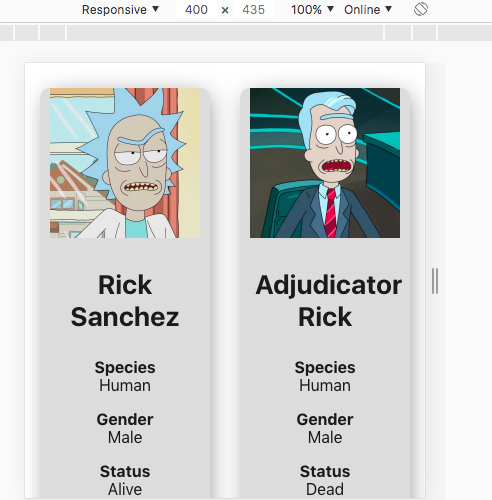 Responsive ▼ 400 × 435 100% ▼ Online ▼
Rick
Sanchez
Species
Human
Gender
Male
Status
Alive
Adjudicator
Rick
Species
Human
Gender
Male
Status
Dead